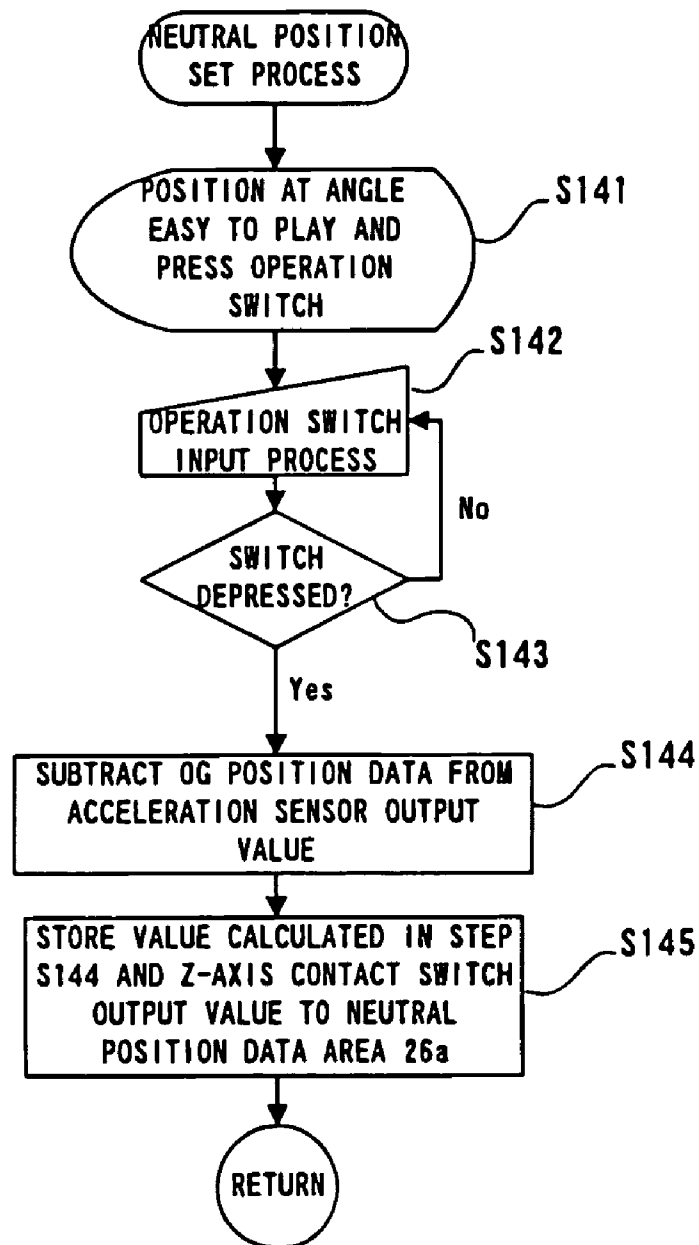 NEUTRAL POSITION
SET PROCESS
POSITION AT ANGLE
EASY TO PLAY AND
PRESS OPERATION
SWITCH
S141
S142
OPERATION SWITCH
INPUT PROCESS
No
SWITCH
DEPRESSED?
S143
Yes
SUBTRACT 0G POSITION DATA FROM
ACCELERATION SENSOR OUTPUT
VALUE
S144
STORE VALUE CALCULATED IN STEP
S144 AND Z-AXIS CONTACT SWITCH
OUTPUT VALUE TO NEUTRAL
POSITION DATA AREA 26a
S145
RETURN